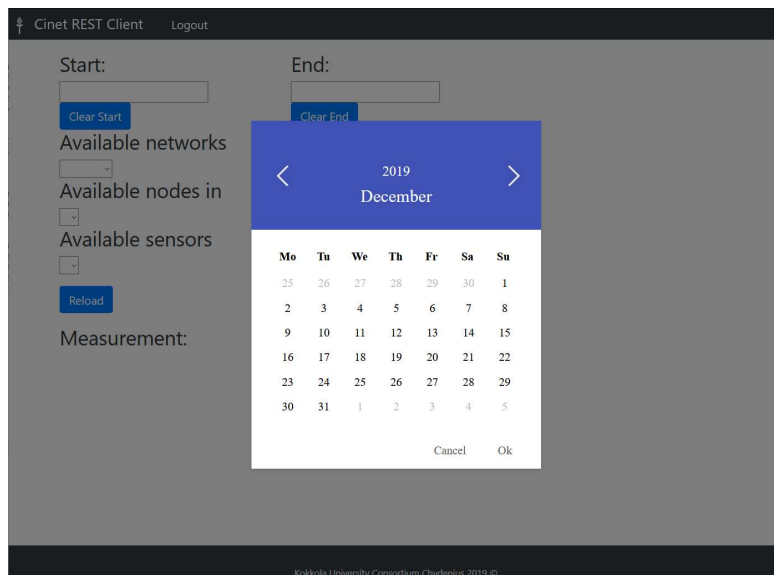 Cinet REST Client Logout
Start:
End:
Clear Start
Clear End
Available networks
Available nodes in
Available sensors
Reload
Measurement:
2019
December
Mo Tu We Th Fr Sa Su
25 26 27 28 29 30 1
2 3 4 5 6 7 8
9 10 11 12 13 14 15
16 17 18 19 20 21 22
23 24 25 26 27 28 29
30 31 1 2 3 4 5
Cancel Ok
Kokkola University Consortium Chydenius 2019 ©